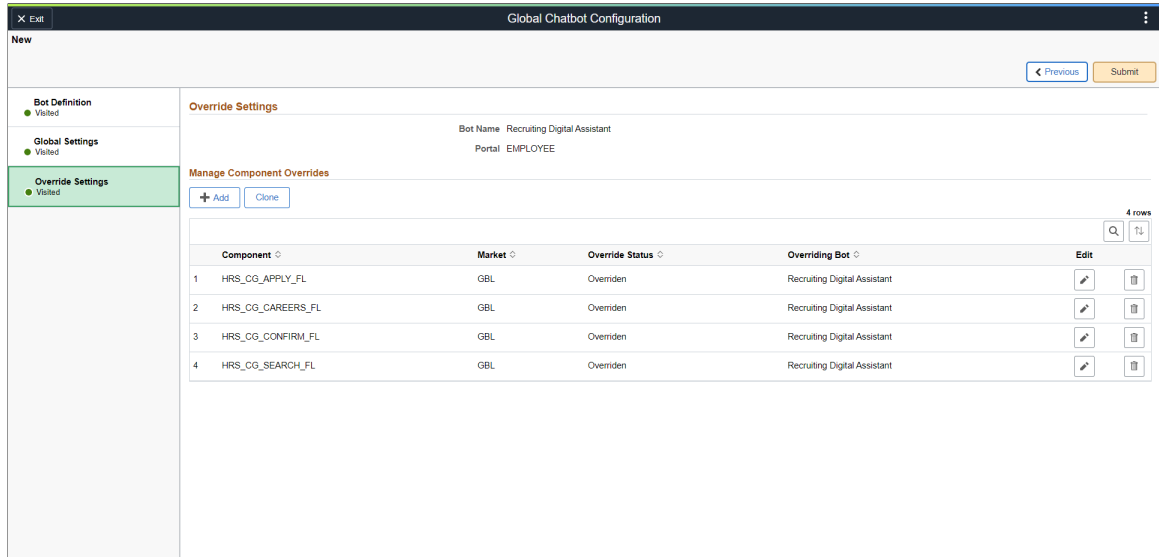 Exit
Global Chatbot Configuration
New
Previous
Submit
Bot Definition
Visited
Global Settings
Visited
Override Settings
Visited
Override Settings
Bot Name Recruiting Digital Assistant
Portal EMPLOYEE
Manage Component Overrides
Add Clone
4 rows
Component Market Override Status Overriding Bot Edit
1 HRS_CG_APPLY_FL GBL Overriden Recruiting Digital Assistant
2 HRS_CG_CAREERS_FL GBL Overriden Recruiting Digital Assistant
3 HRS_CG_CONFIRM_FL GBL Overriden Recruiting Digital Assistant
4 HRS_CG_SEARCH_FL GBL Overriden Recruiting Digital Assistant